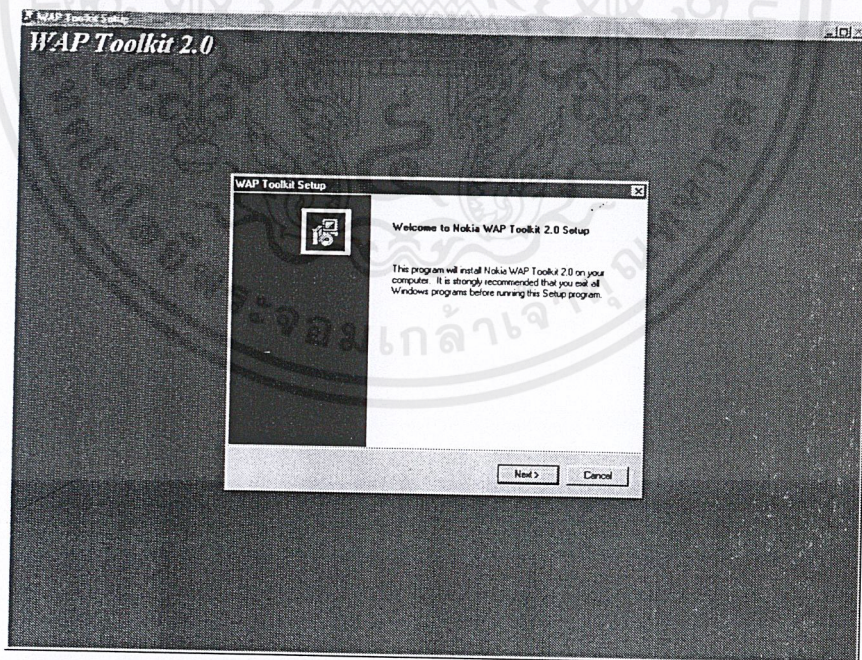 WAP Toolkit Setup
WAP Toolkit 2.0
WAP Toolkit Setup
Welcome to Nokia WAP Toolkit 2.0 Setup
This program will install Nokia WAP Toolkit 2.0 on your
computer. It is strongly recommended that you exit all
Windows programs before running this Setup program.
Next >
Cancel